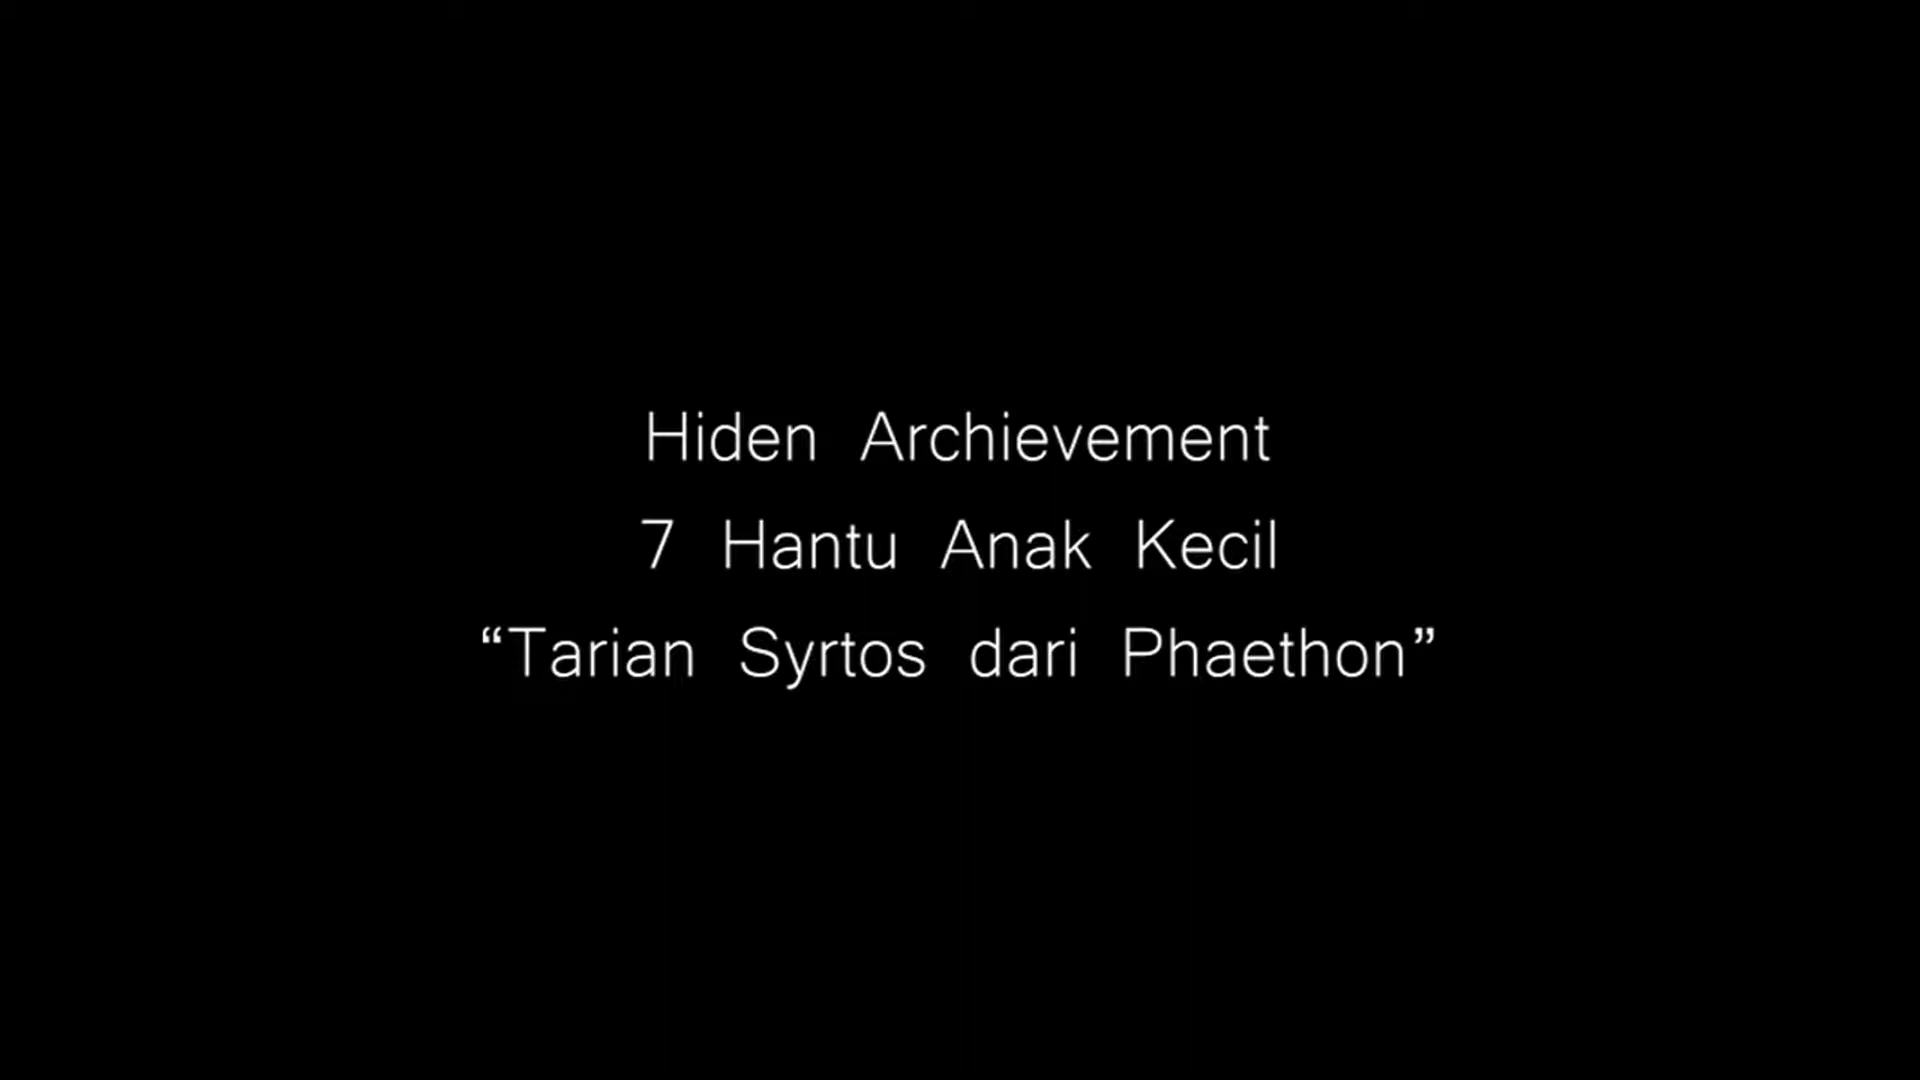 Hiden Archievement
7 Hantu Anak Kecil
“Tarian Syrtos dari Phaethon”